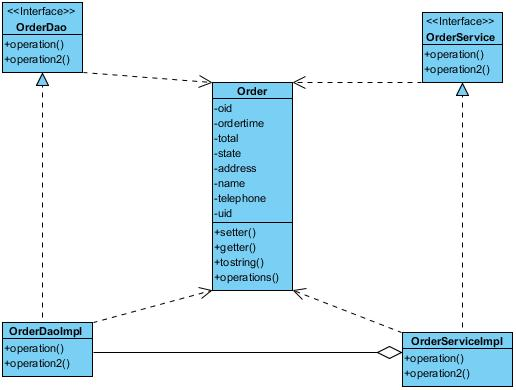 <<Interface>>
OrderDao
+operation()
+operation2()
<<Interface>>
OrderService
+operation()
+operation2()
Order
-oid
-ordertime
-total
-state
-address
-name
-telephone
-uid
+setter()
+getter()
+tostring()
+operations()
OrderDaoImpl
+operation()
+operation2()
OrderServiceImpl
+operation()
+operation2()